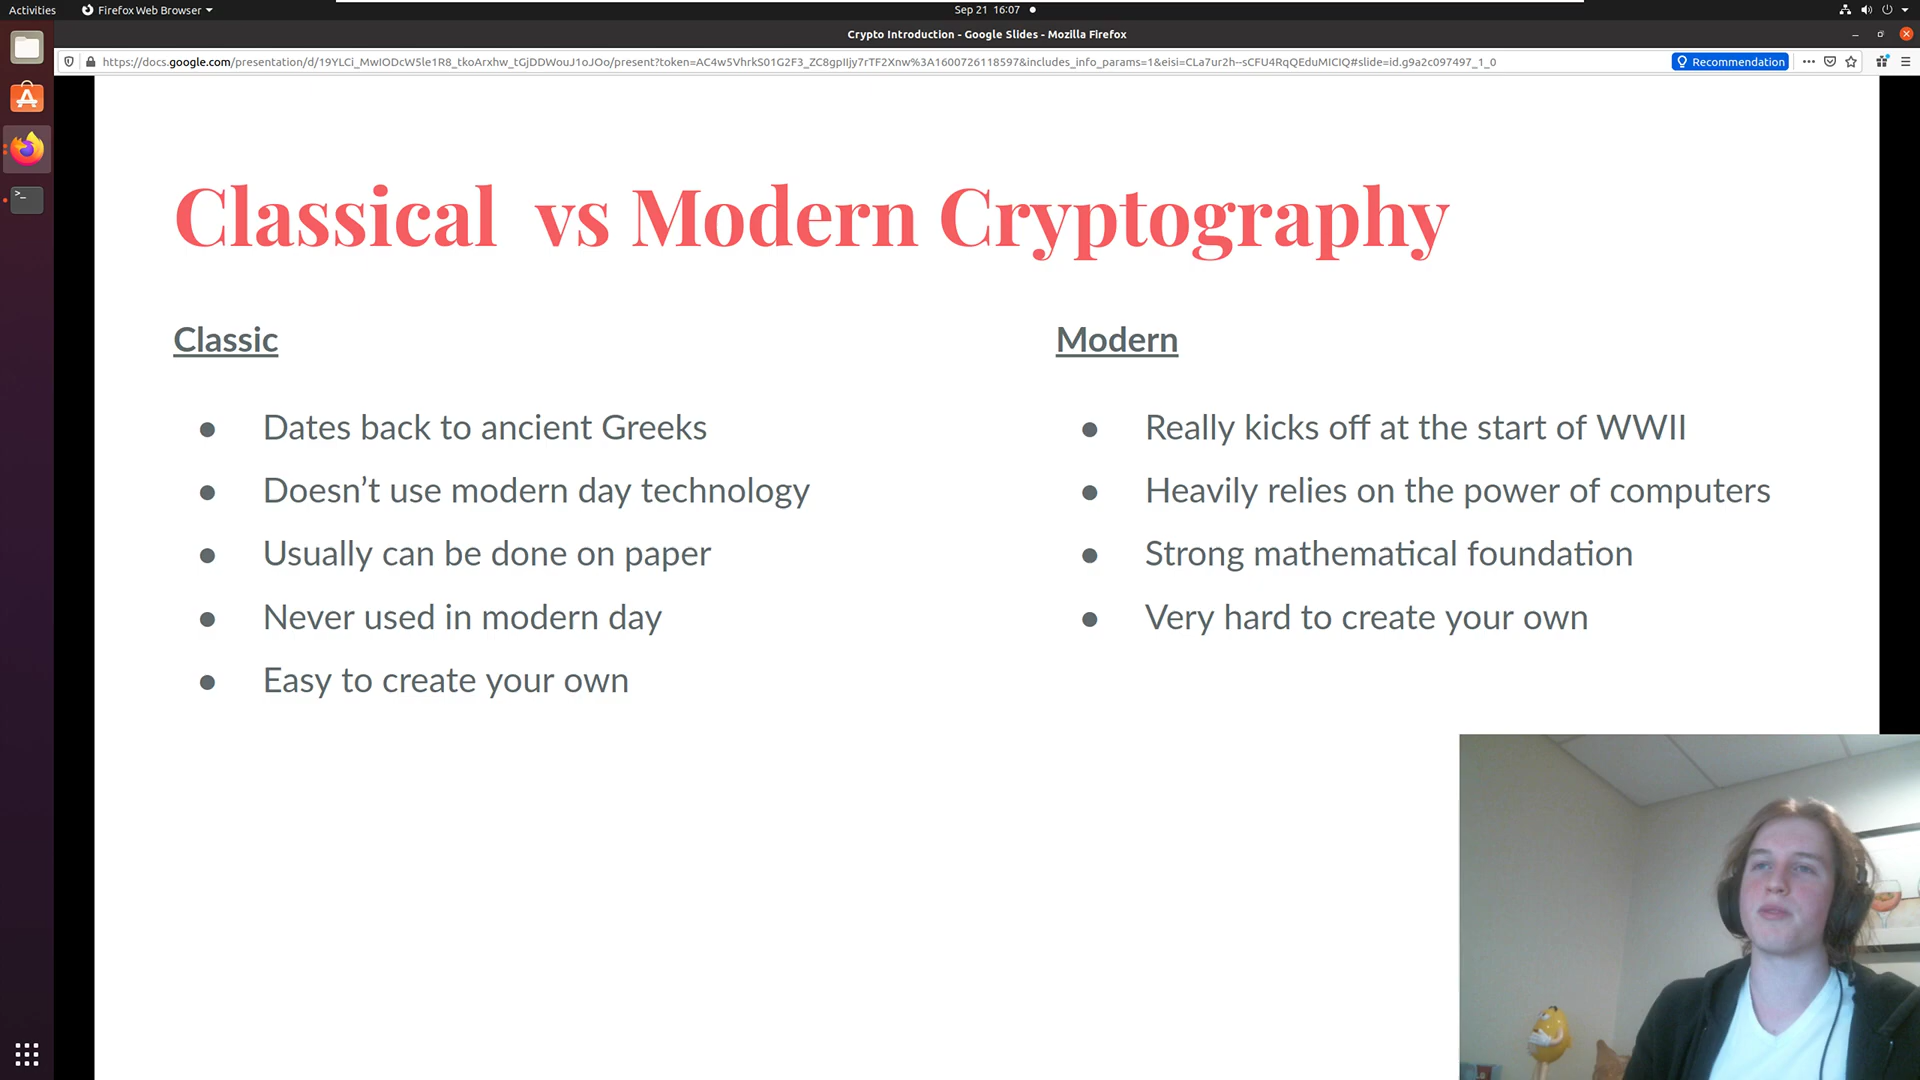 Activities
Firefox Web Browser
Sep 21 16:07
Crypto Introduction - Google Slides - Mozilla Firefox
https://docs.google.com/presentation/d/19YLCi_MwIODcW5le1R8_tkoArxhw_tGjDDWouJ1oJOo/present?token=AC4w5VhrkS01G2F3_ZC8gpIIjy7rTF2Xnw%3A1600726118597&includes_info_params=1&eisi=CLa7ur2h--sCFU4RqQEduMICIQ#slide=id.g9a2c097497_1_0
Recommendation
Classical vs Modern Cryptography
Classic
● Dates back to ancient Greeks
● Doesn’t use modern day technology
● Usually can be done on paper
● Never used in modern day
● Easy to create your own
Modern
● Really kicks off at the start of WWII
● Heavily relies on the power of computers
● Strong mathematical foundation
● Very hard to create your own